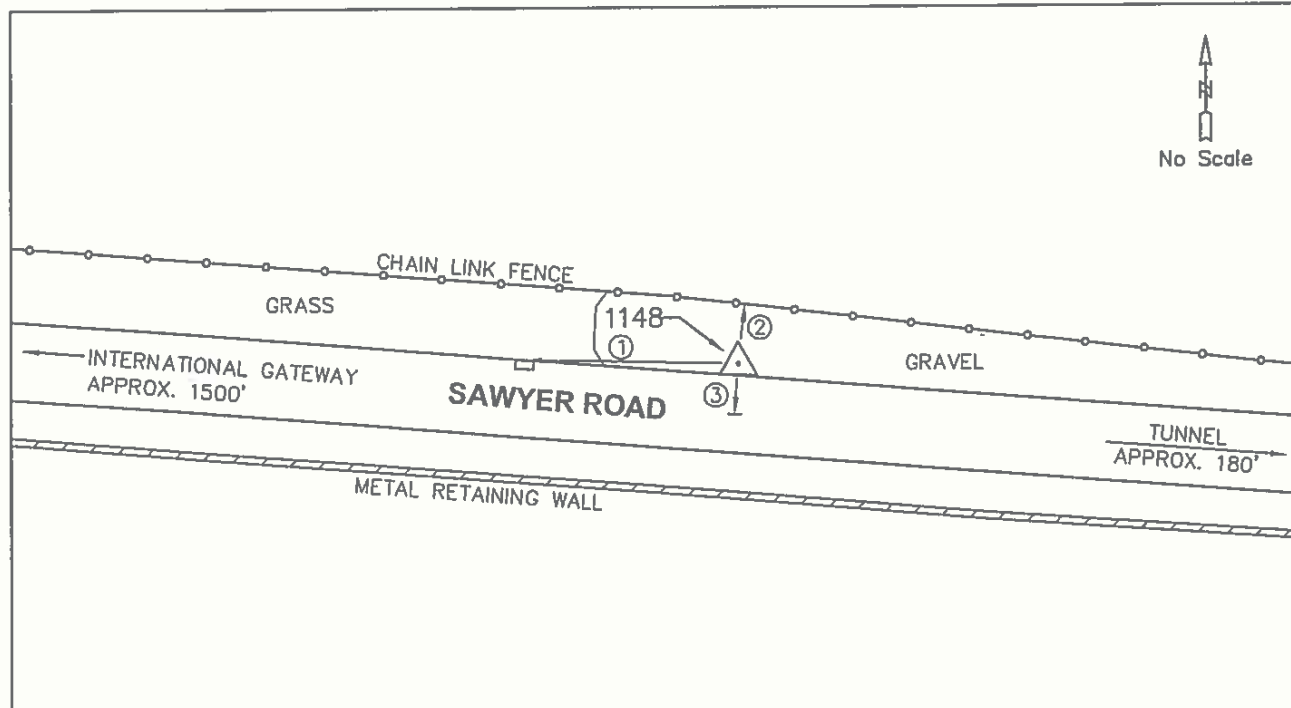 N
No Scale
CHAIN LINK FENCE
GRASS
1148
①
②
GRAVEL
INTERNATIONAL GATEWAY
APPROX. 1500'
SAWYER ROAD
③
TUNNEL
APPROX. 180'
METAL RETAINING WALL